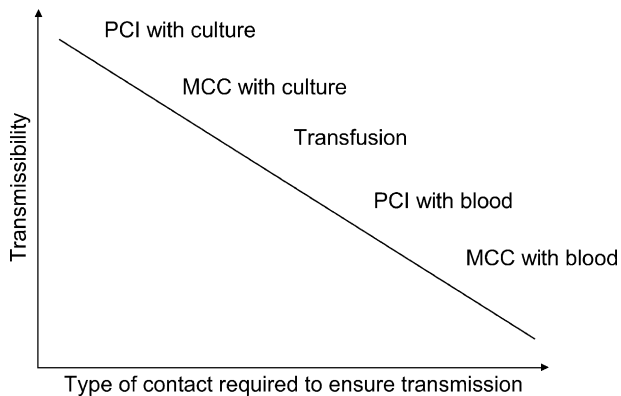 PCI with culture
MCC with culture
Transfusion
PCI with blood
MCC with blood
Transmissibility
Type of contact required to ensure transmission